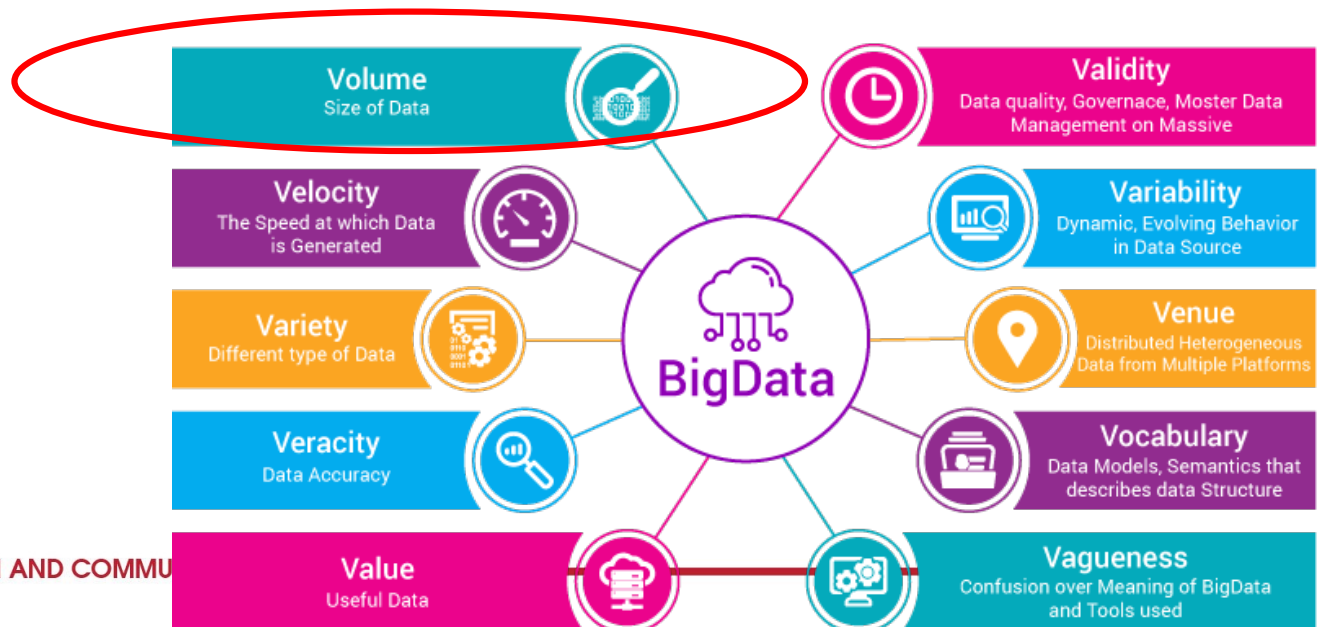 Volume
Size of Data
Velocity
The Speed at which Data
is Generated
Variety
Different type of Data
Veracity
Data Accuracy
AND COMMU
Value
Useful Data
BigData
Validity
Data quality, Governace, Moster Data
Management on Massive
Variability
Dynamic, Evolving Behavior
in Data Source
Venue
Distributed Heterogeneous
Data from Multiple Platforms
Vocabulary
Data Models, Semantics that
describes data Structure
Vagueness
Confusion over Meaning of BigData
and Tools used